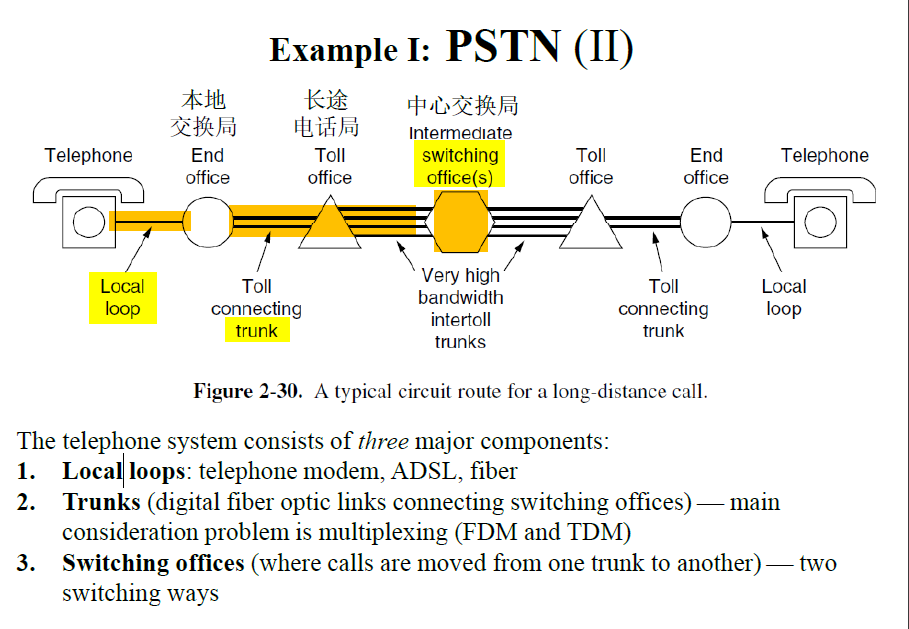 Example I: PSTN (II)
本地
交换局
长途
电话局
中心交换局
Telephone
End
office
Toll
office
Intermediate
switching
office(s)
Toll
office
End
office
Telephone
Local
loop
Toll
connecting
trunk
Very high
bandwidth
intertoll
trunks
Toll
connecting
trunk
Local
loop
Figure 2-30. A typical circuit route for a long-distance call.
The telephone system consists of three major components:
1. Local loops: telephone modem, ADSL, fiber
2. Trunks (digital fiber optic links connecting switching offices) — main
consideration problem is multiplexing (FDM and TDM)
3. Switching offices (where calls are moved from one trunk to another) — two
switching ways